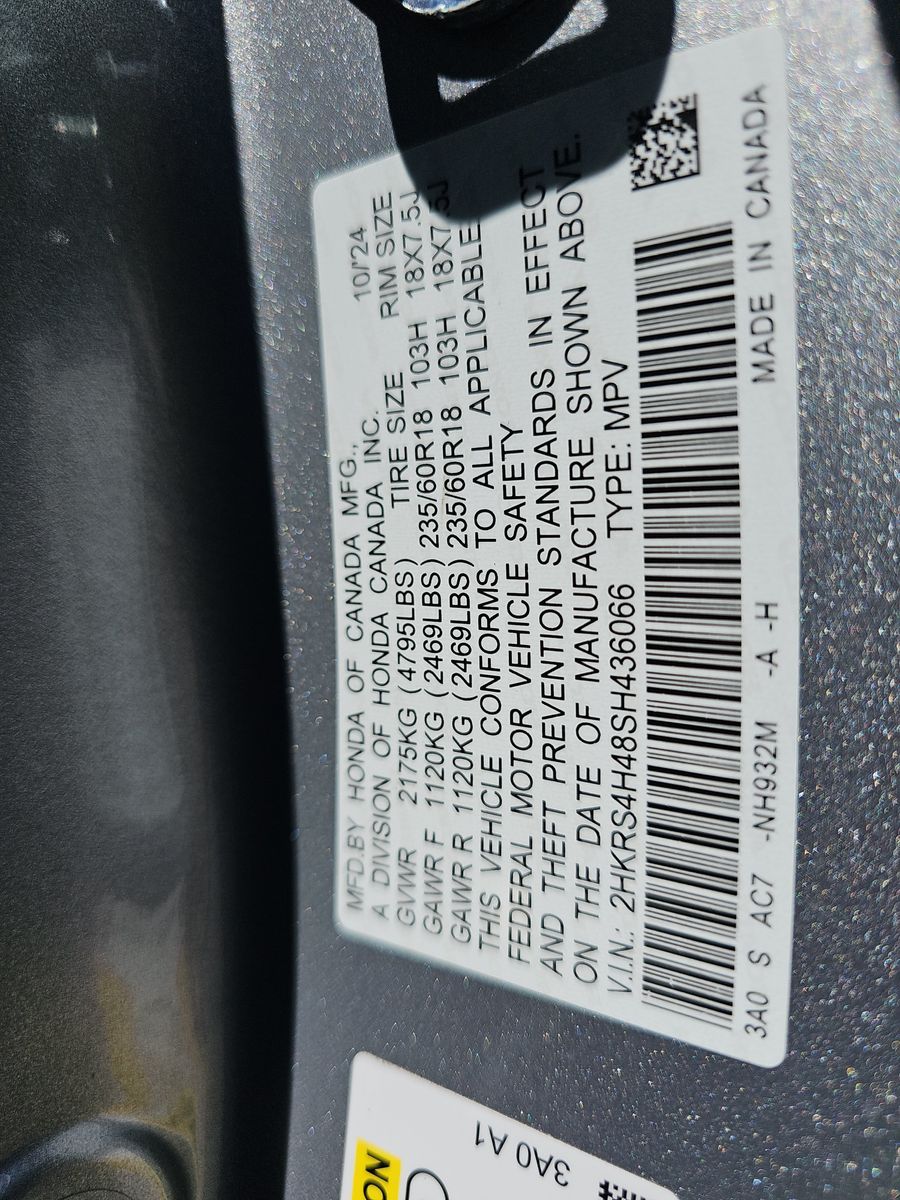 MFD.BY HONDA OF CANADA MFG.,
A DIVISION OF HONDA CANADA INC. 10/'24
GVWR 2175KG (4795LBS) TIRE SIZE RIM SIZE
GAWR F 1120KG (2469LBS) 235/60R18 103H 18X7.5J
GAWR R 1120KG (2469LBS) 235/60R18 103H 18X7.5J
THIS VEHICLE CONFORMS TO ALL APPLICABLE
FEDERAL MOTOR VEHICLE SAFETY
AND THEFT PREVENTION STANDARDS IN EFFECT
ON THE DATE OF MANUFACTURE SHOWN ABOVE.
V.I.N.: 2HKRS4H48SH436066 TYPE: MPV
3A0 S AC7 -NH932M -A -H MADE IN CANADA
3A0 A1